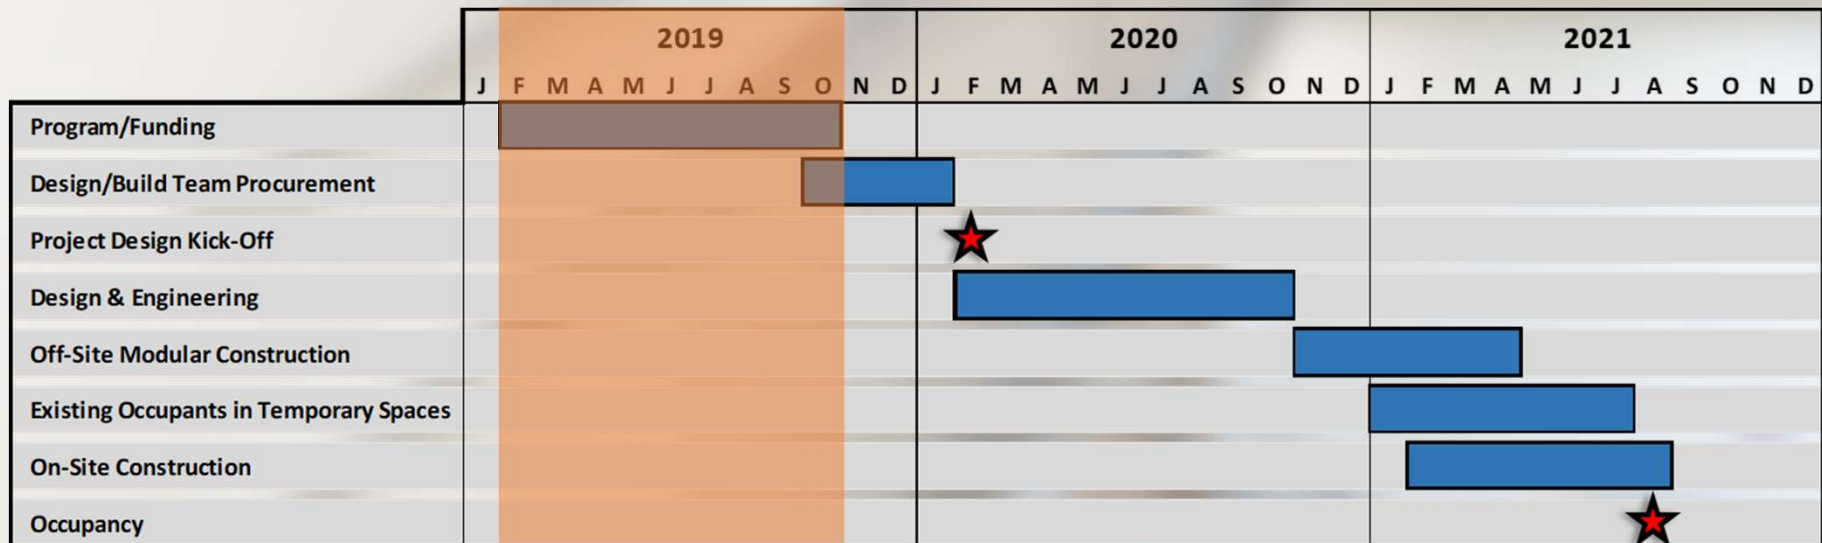 2019 2020 2021
J F M A M J J A S O N D J F M A M J J A S O N D J F M A M J J A S O N D
Program/Funding
Design/Build Team Procurement
Project Design Kick-Off
Design & Engineering
Off-Site Modular Construction
Existing Occupants in Temporary Spaces
On-Site Construction
Occupancy